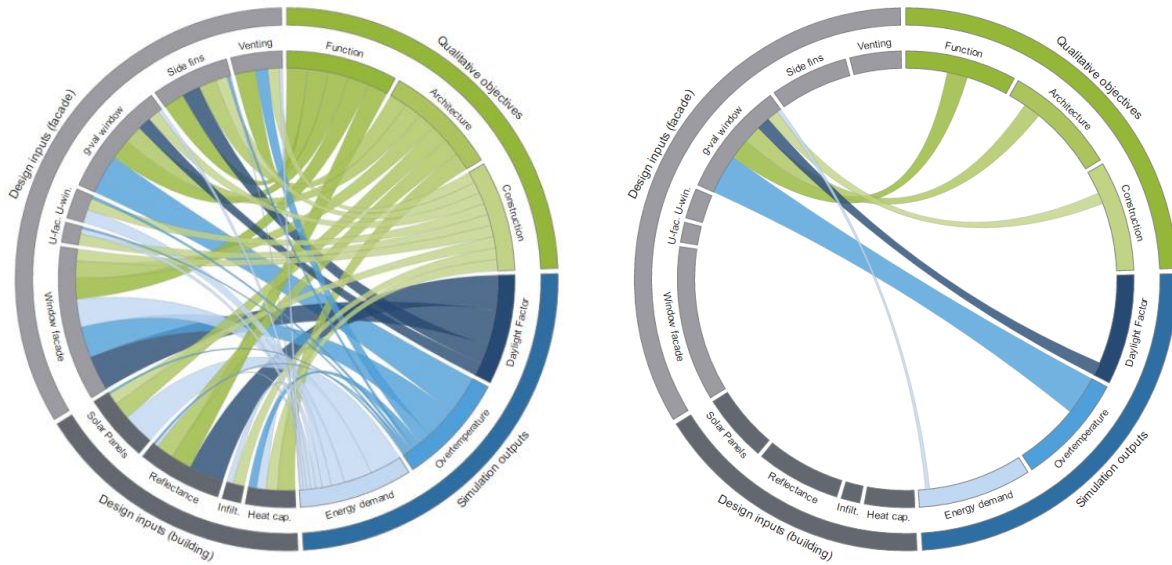 Design inputs (facade)
Qualitative objectives
Simulation outputs
Design inputs (building)
Venting
Function
Architecture
Construction
Daylight Factor
Overtemperature
Energy demand
Heat cap.
Infilt.
Reflectance
Solar Panels
Window facade
U-fac.
U-win.
g-val window
Side fins
Design inputs (facade)
Qualitative objectives
Simulation outputs
Design inputs (building)
Venting
Function
Architecture
Construction
Daylight Factor
Overtemperature
Energy demand
Heat cap.
Infilt.
Reflectance
Solar Panels
Window facade
U-fac.
U-win.
g-val window
Side fins